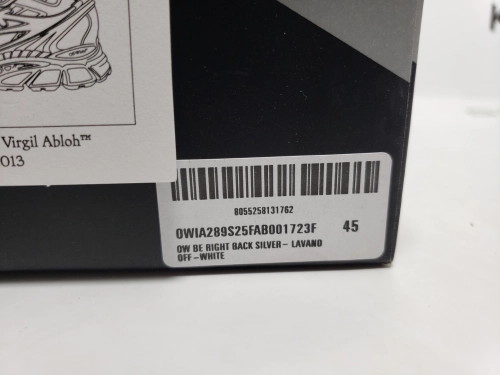 Virgil Abloh™
013
8055258131762
OWIA289S25FAB001723F 45
OW BE RIGHT BACK SILVER- LAVAND
OFF-WHITE